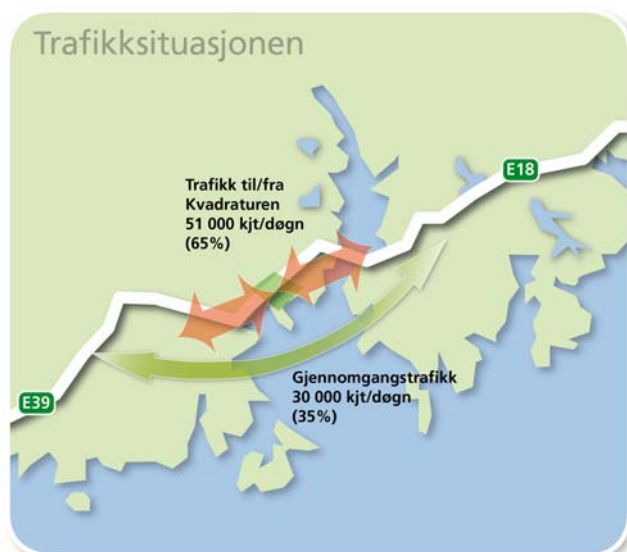 Trafikksituasjonen
E18
Trafikk til/fra
Kvadraturen
51 000 kjt/døgn
(65%)
Gjennomgangstrafikk
30 000 kjt/døgn
(35%)
E39